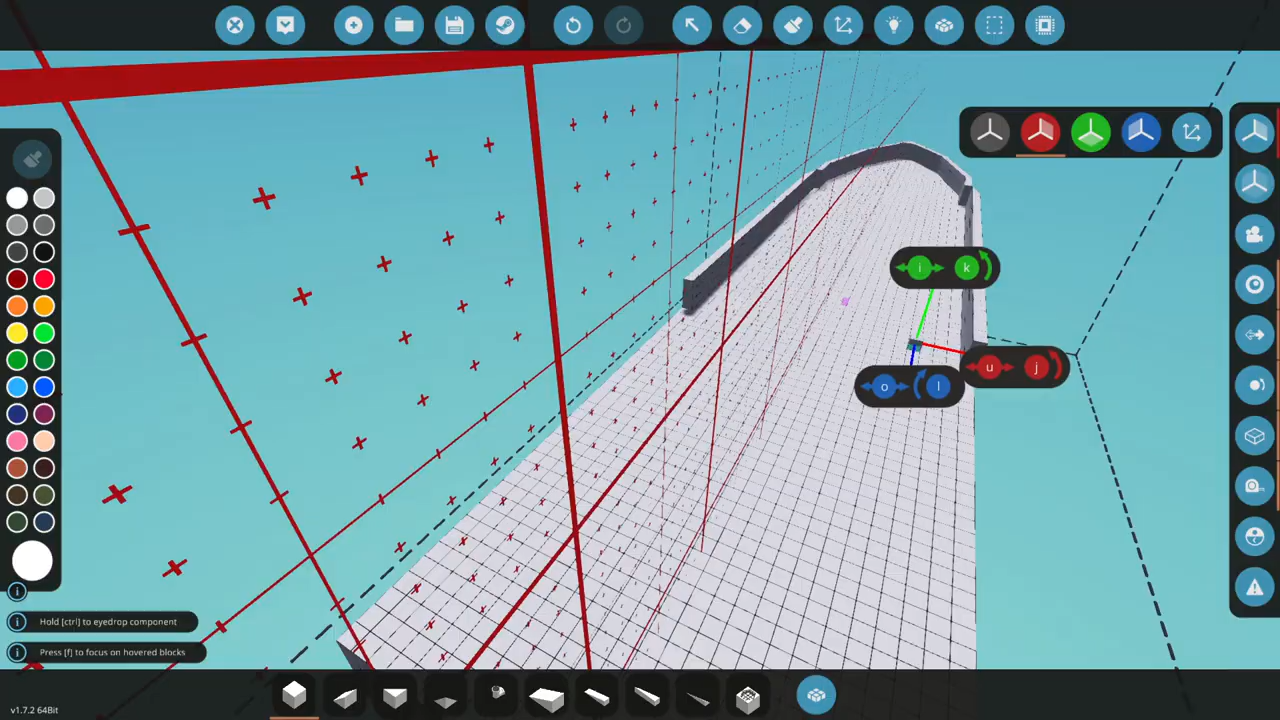 i k
u j
o l
Hold [ctrl] to eyedrop component
Press [f] to focus on hovered blocks
v1.7.2 64Bit